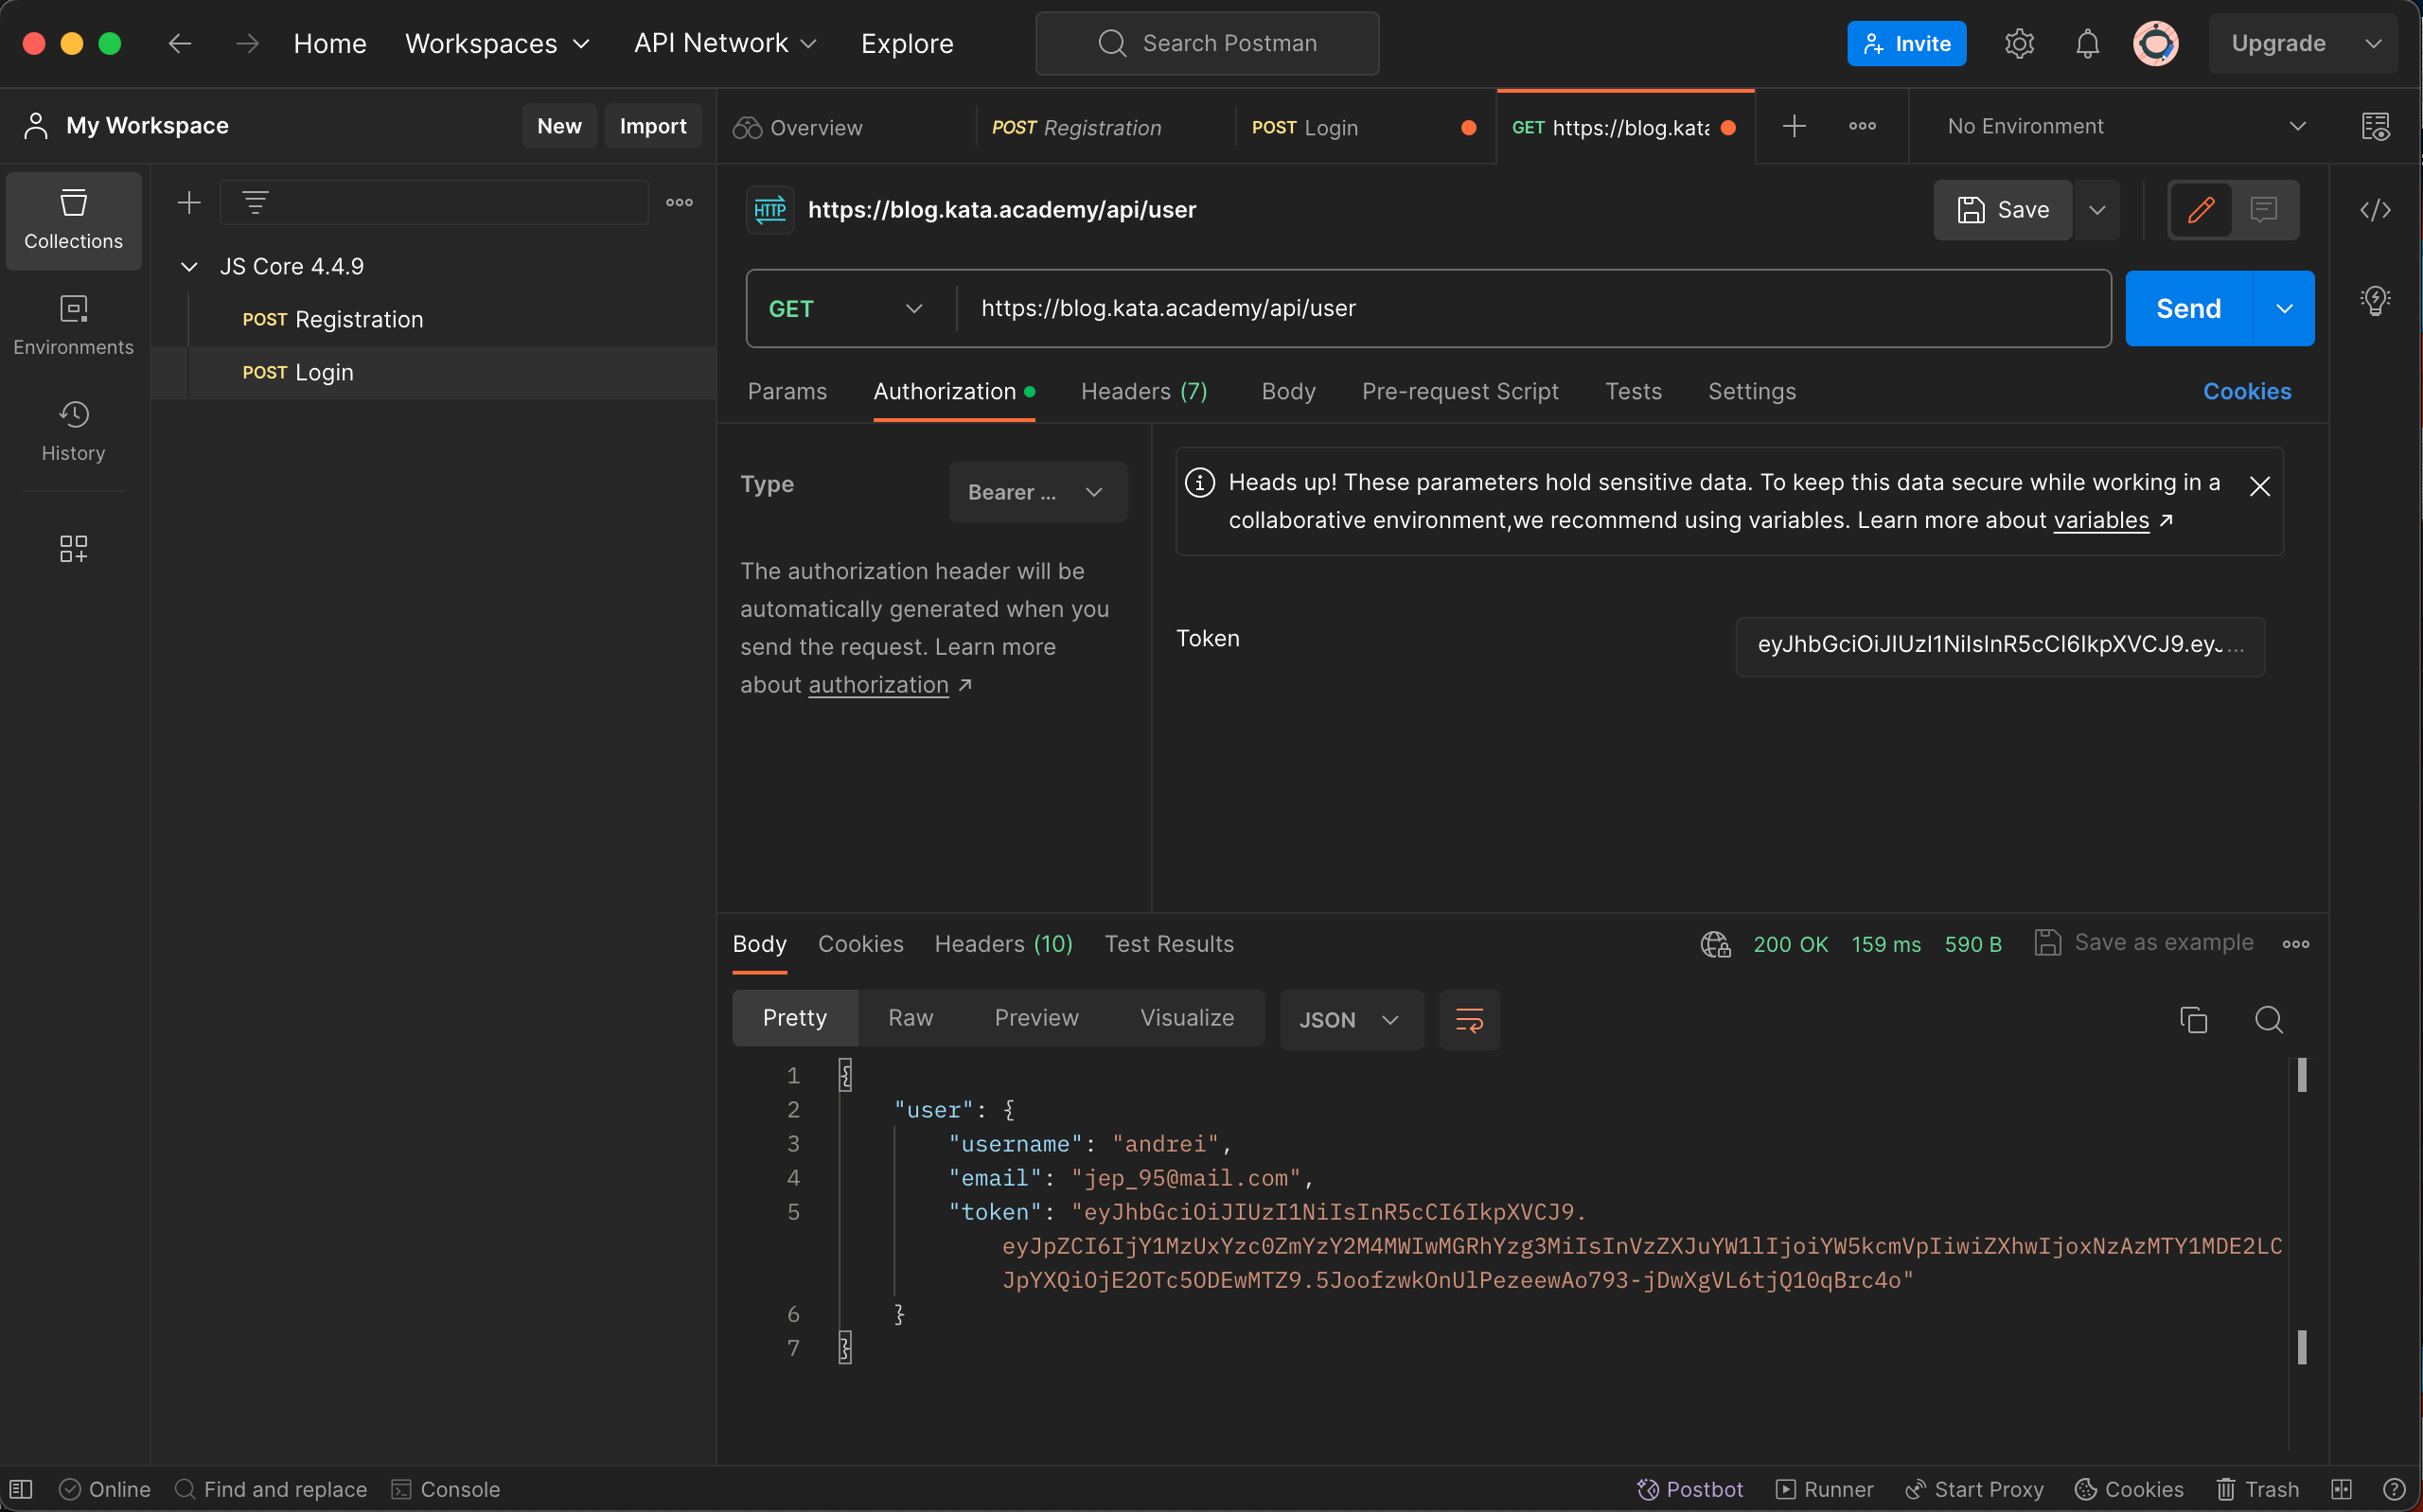 Home Workspaces API Network Explore Search Postman Invite Upgrade
My Workspace New Import Overview POST Registration POST Login GET https://blog.kata No Environment
Collections
Environments
History
JS Core 4.4.9
POST Registration
POST Login
HTTP https://blog.kata.academy/api/user Save
GET https://blog.kata.academy/api/user Send
Params Authorization Headers (7) Body Pre-request Script Tests Settings Cookies
Type Bearer ...
The authorization header will be
automatically generated when you
send the request. Learn more
about authorization ↗
Heads up! These parameters hold sensitive data. To keep this data secure while working in a
collaborative environment,we recommend using variables. Learn more about variables ↗
Token eyJhbGciOiJIUzI1NiIsInR5cCI6IkpXVCJ9.eyJ...
Body Cookies Headers (10) Test Results 200 OK 159 ms 590 B Save as example
Pretty Raw Preview Visualize JSON
1 {
2 "user": {
3 "username": "andrei",
4 "email": "jep_95@mail.com",
5 "token": "eyJhbGciOiJIUzI1NiIsInR5cCI6IkpXVCJ9.
eyJpZCI6IjY1MzUxYzc0ZmYzY2M4MWIwMGRhYzg3MiIsInVzZXJuYW1lIjoiYW5kcmVpIiwiZXhwIjoxNzAzMTY1MDE2LC
JpYXQiOjE2OTc5ODEwMTZ9.5JoofzwkOnUlPezeewAo793-jDwXgVL6tjQ10qBrc4o"
6 }
7 }
Online Find and replace Console Postbot Runner Start Proxy Cookies Trash